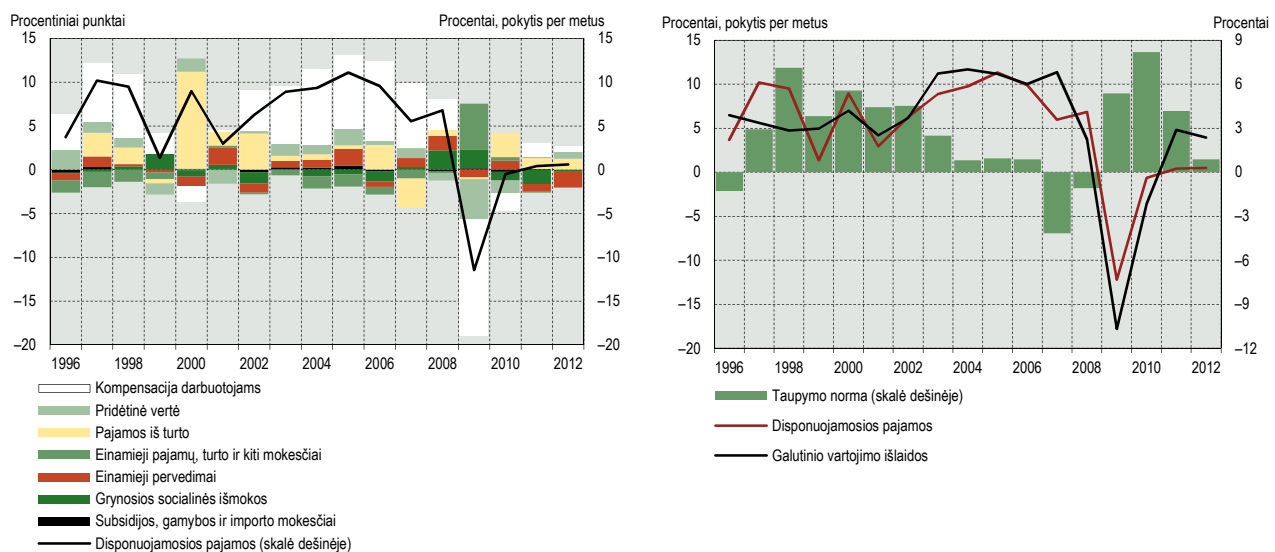 Procentiniai punktai
Procentai, pokytis per metus
15
10
5
0
–5
–10
–15
–20
15
10
5
0
–5
–10
–15
–20
1996 1998 2000 2002 2004 2006 2008 2010 2012
Kompensacija darbuotojams
Pridėtinė vertė
Pajamos iš turto
Einamieji pajamų, turto ir kiti mokesčiai
Einamieji pervedimai
Grynosios socialinės išmokos
Subsidijos, gamybos ir importo mokesčiai
Disponuojamosios pajamos (skalė dešinėje)
Procentai, pokytis per metus
Procentai
15
10
5
0
–5
–10
–15
–20
9
6
3
0
–3
–6
–9
–12
1996 1998 2000 2002 2004 2006 2008 2010 2012
Taupymo norma (skalė dešinėje)
Disponuojamosios pajamos
Galutinio vartojimo išlaidos